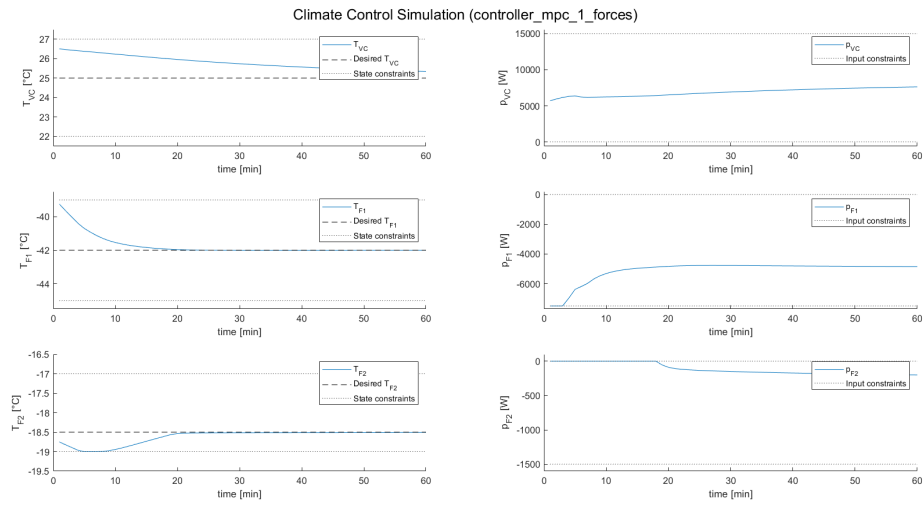 Climate Control Simulation (controller_mpc_1_forces)
27
26
25
24
23
22
T_VC [°C]
T_VC
Desired T_VC
State constraints
0 10 20 30 40 50 60
time [min]
15000
10000
5000
0
p_VC [W]
p_VC
Input constraints
0 10 20 30 40 50 60
time [min]
-40
-42
-44
T_F1 [°C]
T_F1
Desired T_F1
State constraints
0 10 20 30 40 50 60
time [min]
0
-2000
-4000
-6000
p_F1 [W]
p_F1
Input constraints
0 10 20 30 40 50 60
time [min]
-16.5
-17
-17.5
-18
-18.5
-19
-19.5
T_F2 [°C]
T_F2
Desired T_F2
State constraints
0 10 20 30 40 50 60
time [min]
0
-500
-1000
-1500
p_F2 [W]
p_F2
Input constraints
0 10 20 30 40 50 60
time [min]